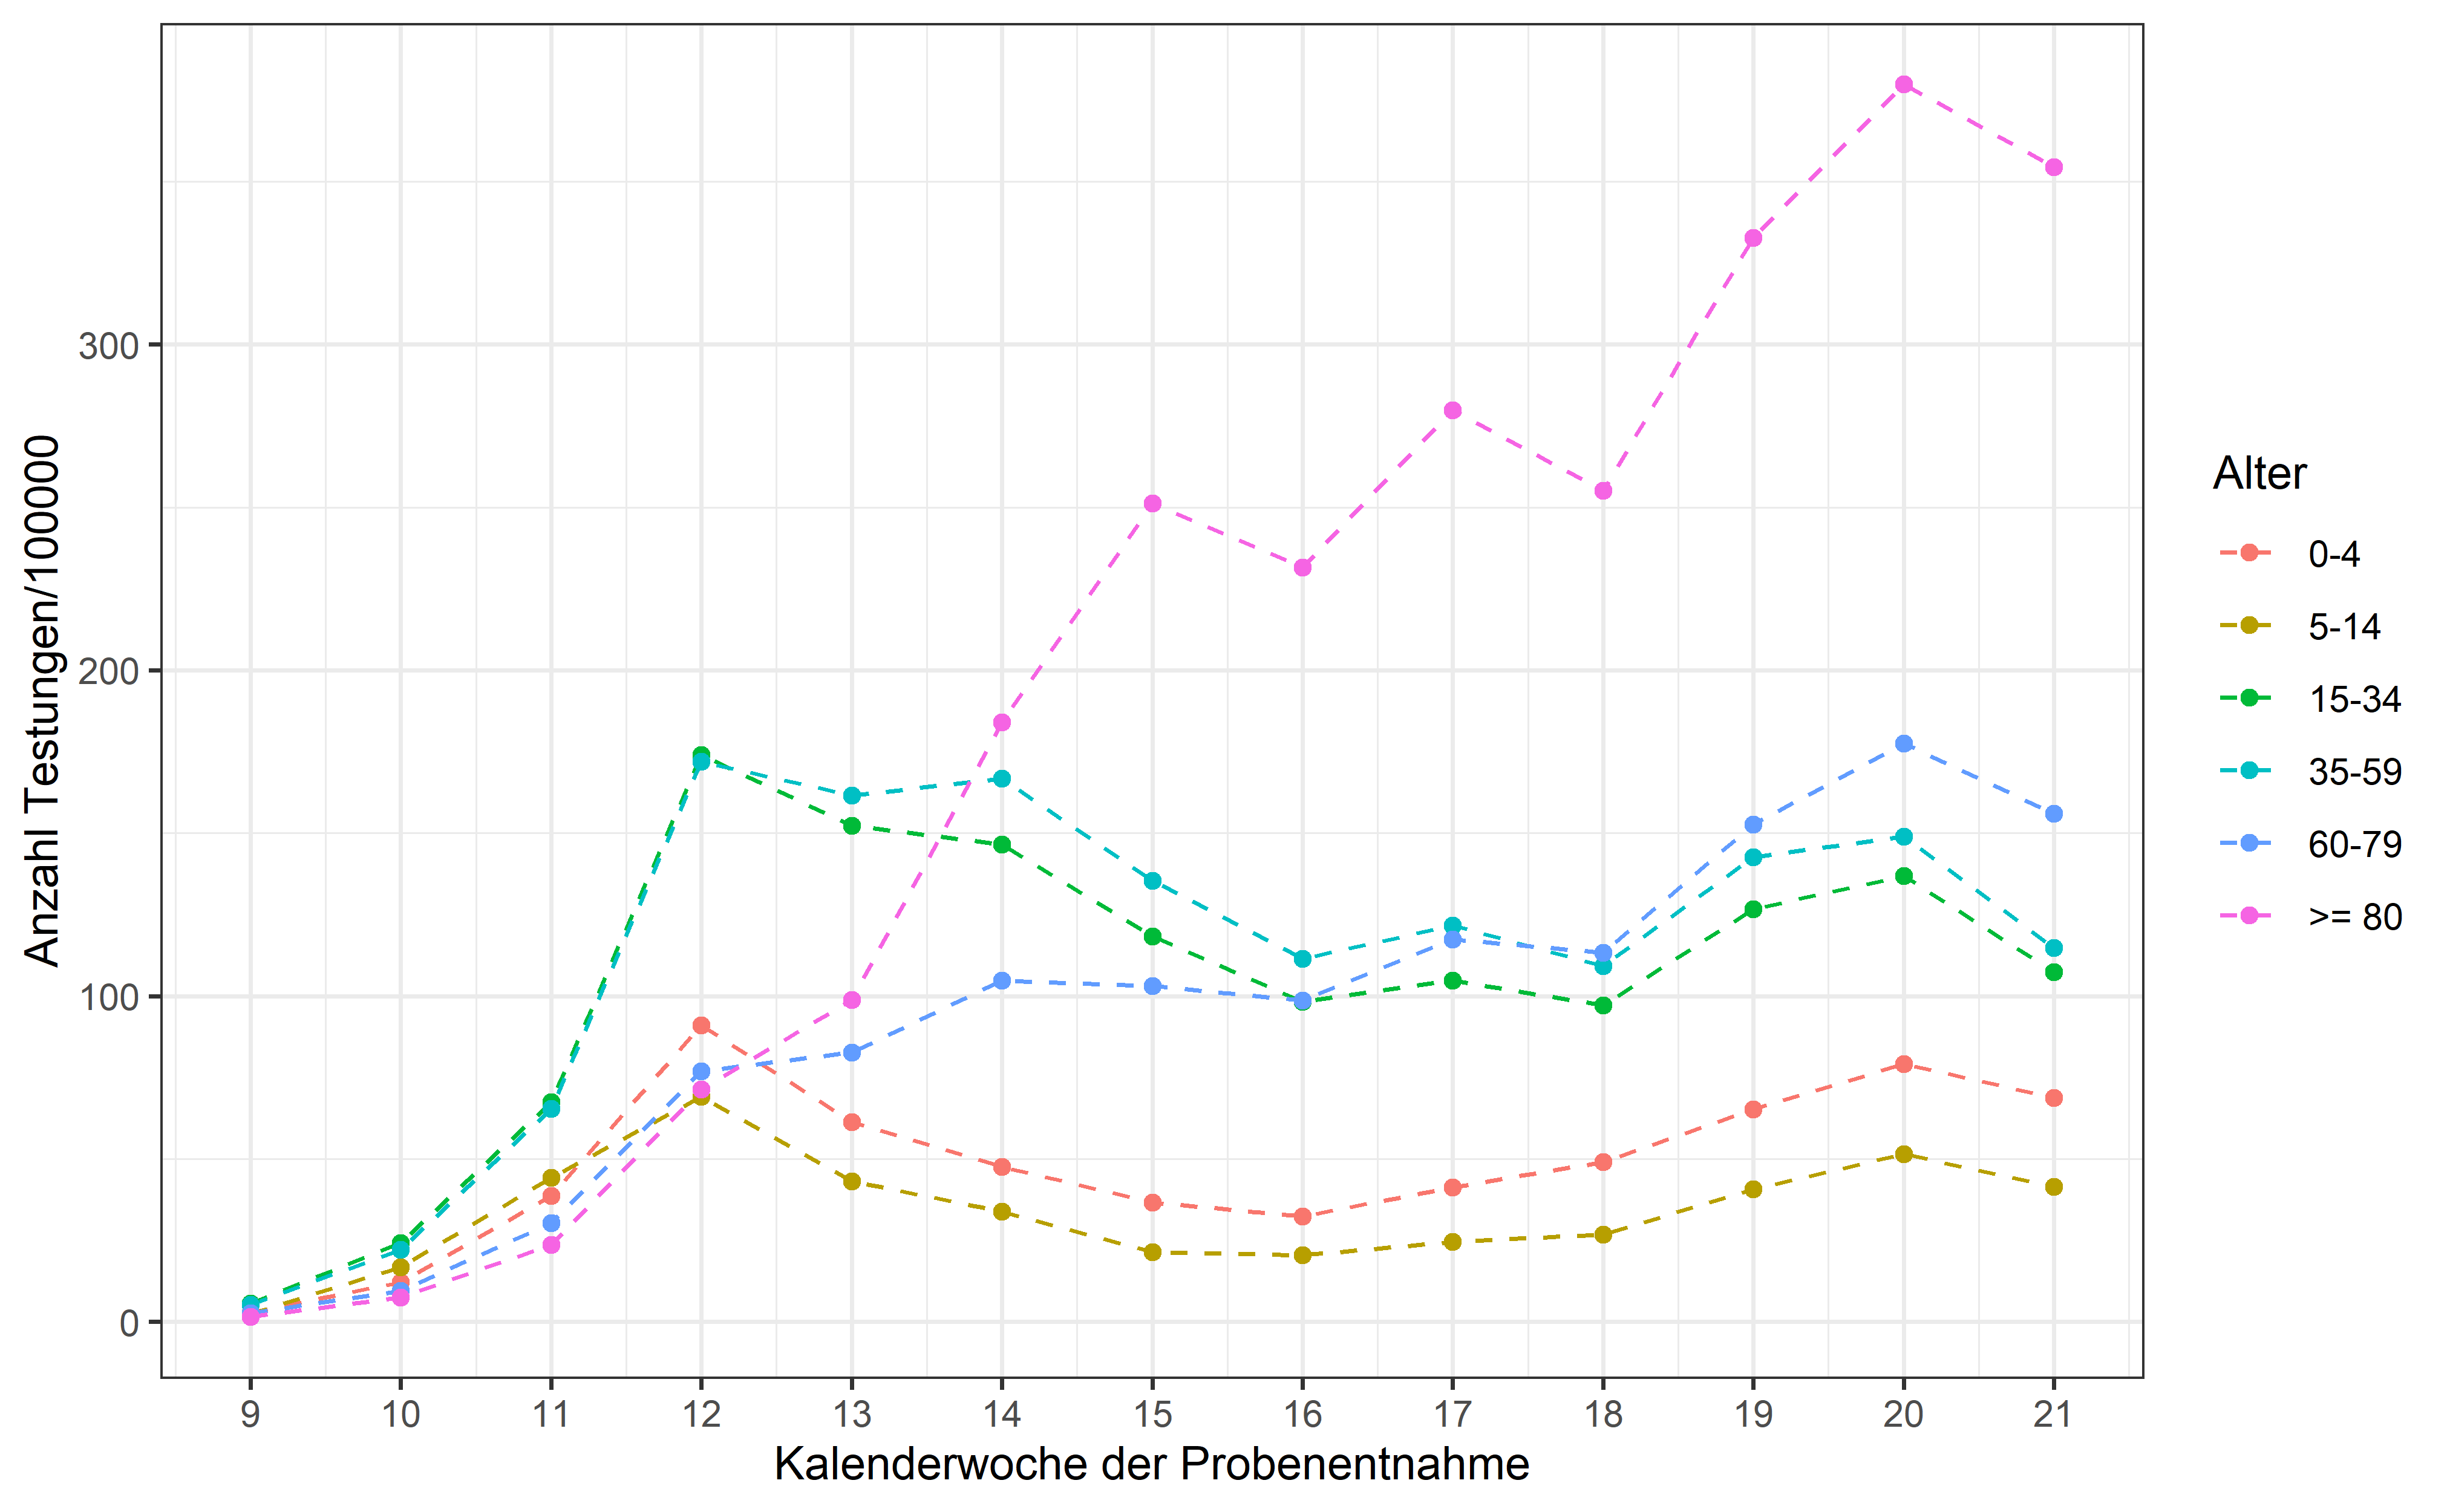 Anzahl Testungen/100000
300
200
100
0
9 10 11 12 13 14 15 16 17 18 19 20 21
Kalenderwoche der Probenentnahme
Alter
0-4
5-14
15-34
35-59
60-79
>= 80